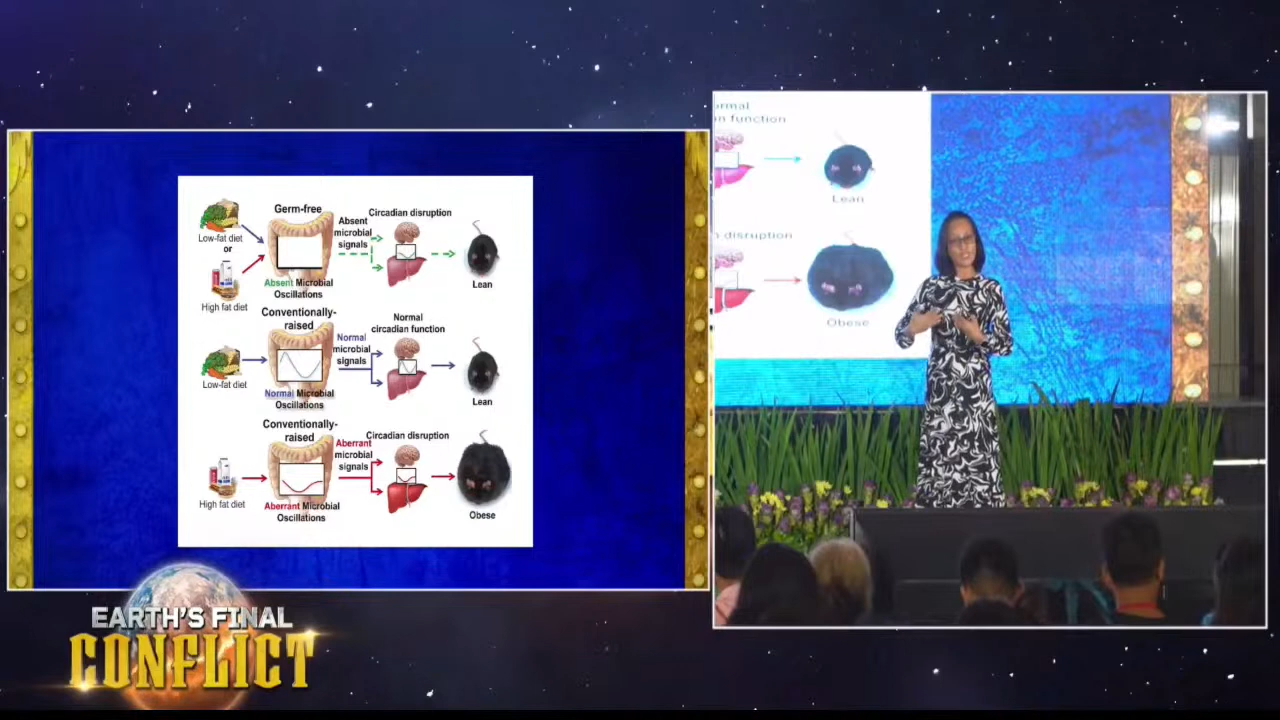 Germ-free
Low-fat diet
or
High fat diet
Absent
microbial
signals
Circadian disruption
Absent Microbial
Oscillations
Lean
Conventionally-
raised
Low-fat diet
Normal
microbial
signals
Normal
circadian function
Normal Microbial
Oscillations
Lean
Conventionally-
raised
High fat diet
Aberrant
microbial
signals
Circadian disruption
Aberrant Microbial
Oscillations
Obese
function
Lean
disruption
Obese
EARTH'S FINAL
CONFLICT